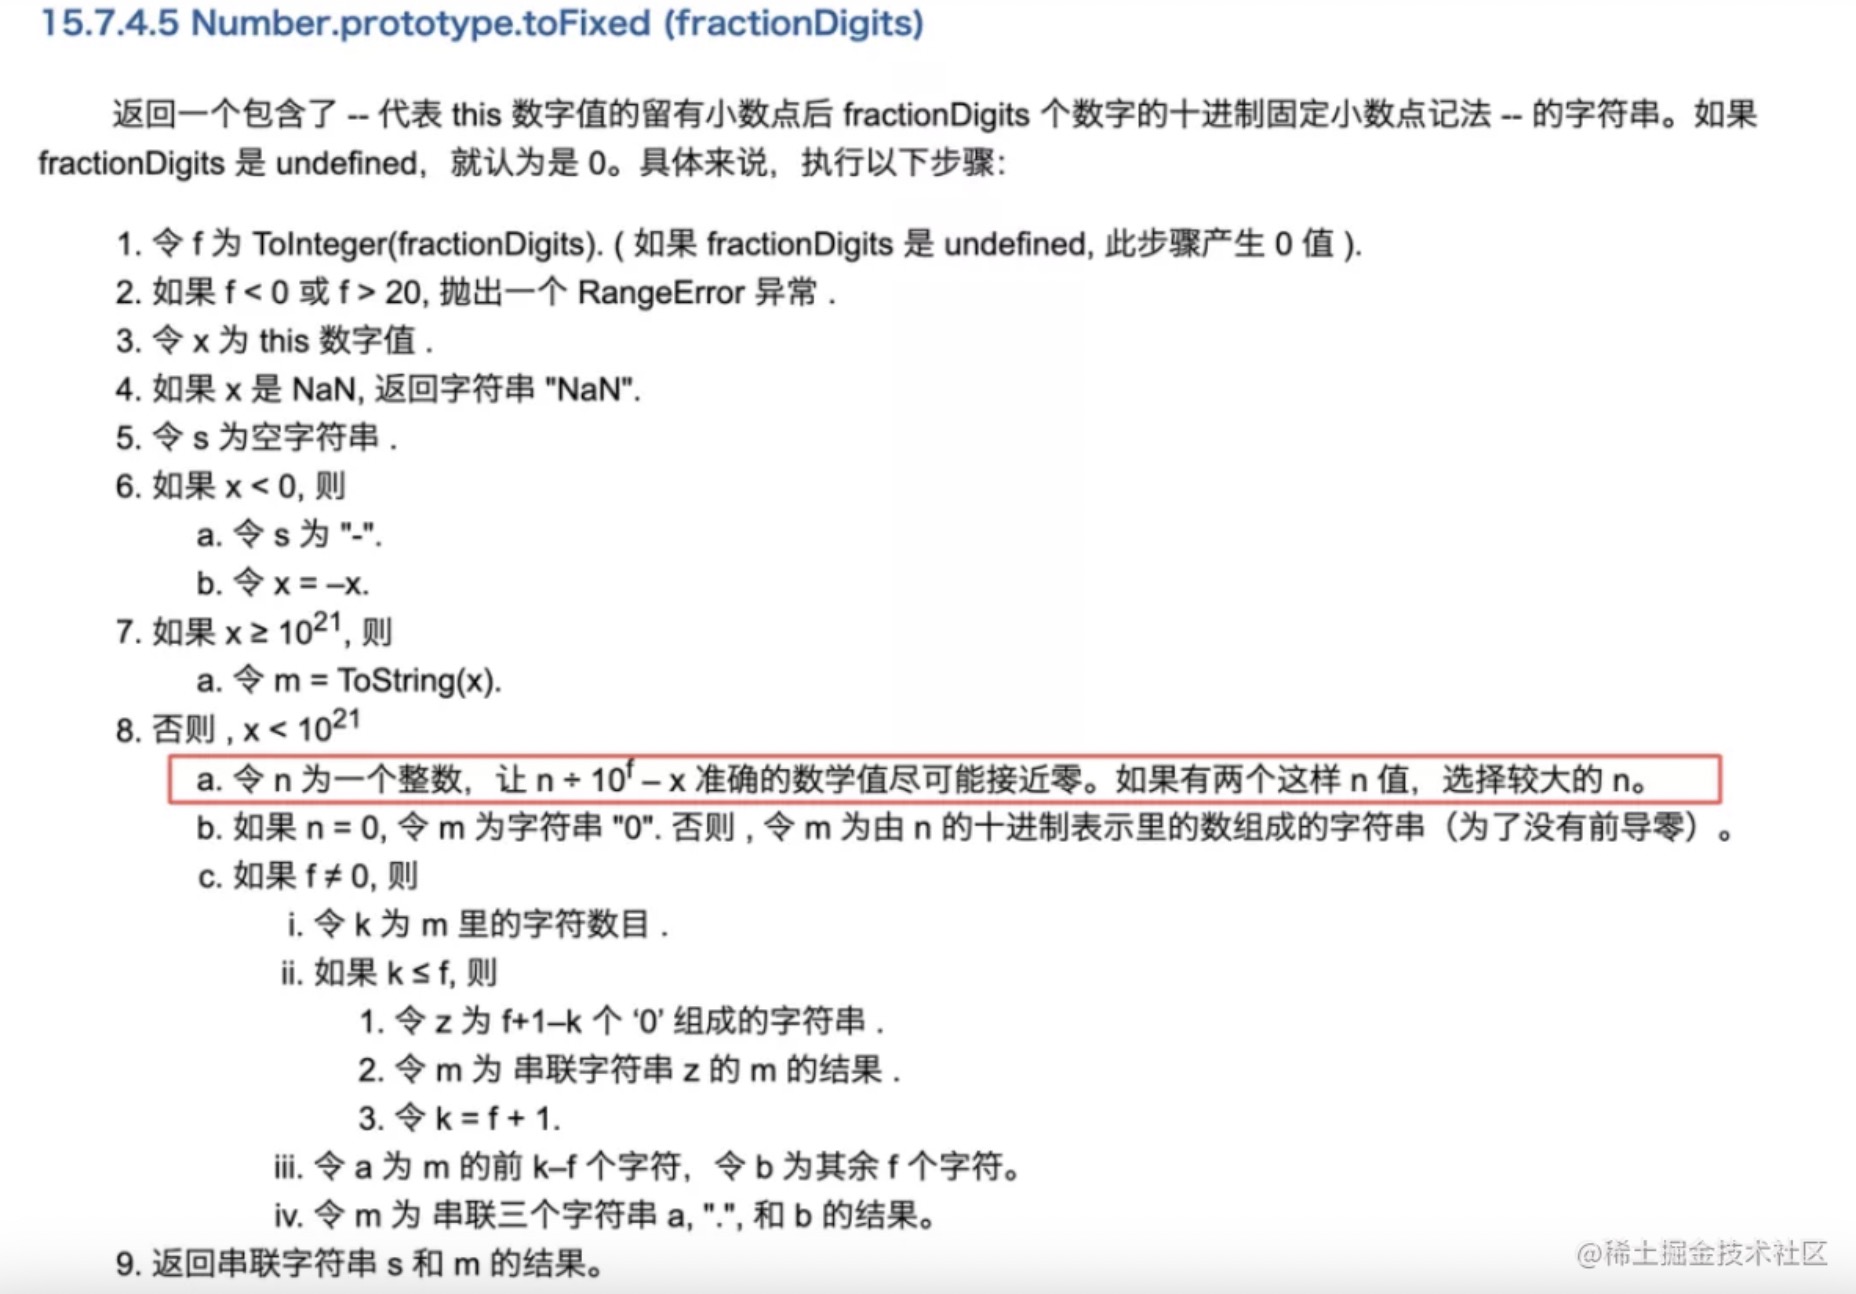 15.7.4.5 Number.prototype.toFixed (fractionDigits)
返回一个包含了 -- 代表 this 数字值的留有小数点后 fractionDigits 个数字的十进制固定小数点记法 -- 的字符串。如果
fractionDigits 是 undefined，就认为是 0。具体来说，执行以下步骤：
1. 令 f 为 ToInteger(fractionDigits). ( 如果 fractionDigits 是 undefined, 此步骤产生 0 值 ).
2. 如果 f < 0 或 f > 20, 抛出一个 RangeError 异常 .
3. 令 x 为 this 数字值 .
4. 如果 x 是 NaN, 返回字符串 "NaN".
5. 令 s 为空字符串 .
6. 如果 x < 0, 则
a. 令 s 为 "-".
b. 令 x = –x.
7. 如果 x ≥ 10²¹, 则
a. 令 m = ToString(x).
8. 否则 , x < 10²¹
a. 令 n 为一个整数，让 n ÷ 10ᶠ – x 准确的数学值尽可能接近零。如果有两个这样 n 值，选择较大的 n。
b. 如果 n = 0, 令 m 为字符串 "0". 否则 , 令 m 为由 n 的十进制表示里的数组成的字符串（为了没有前导零）。
c. 如果 f ≠ 0, 则
i. 令 k 为 m 里的字符数目 .
ii. 如果 k ≤ f, 则
1. 令 z 为 f+1–k 个 ‘0’ 组成的字符串 .
2. 令 m 为 串联字符串 z 的 m 的结果 .
3. 令 k = f + 1.
iii. 令 a 为 m 的前 k–f 个字符，令 b 为其余 f 个字符。
iv. 令 m 为 串联三个字符串 a, ".", 和 b 的结果。
9. 返回串联字符串 s 和 m 的结果。
@稀土掘金技术社区